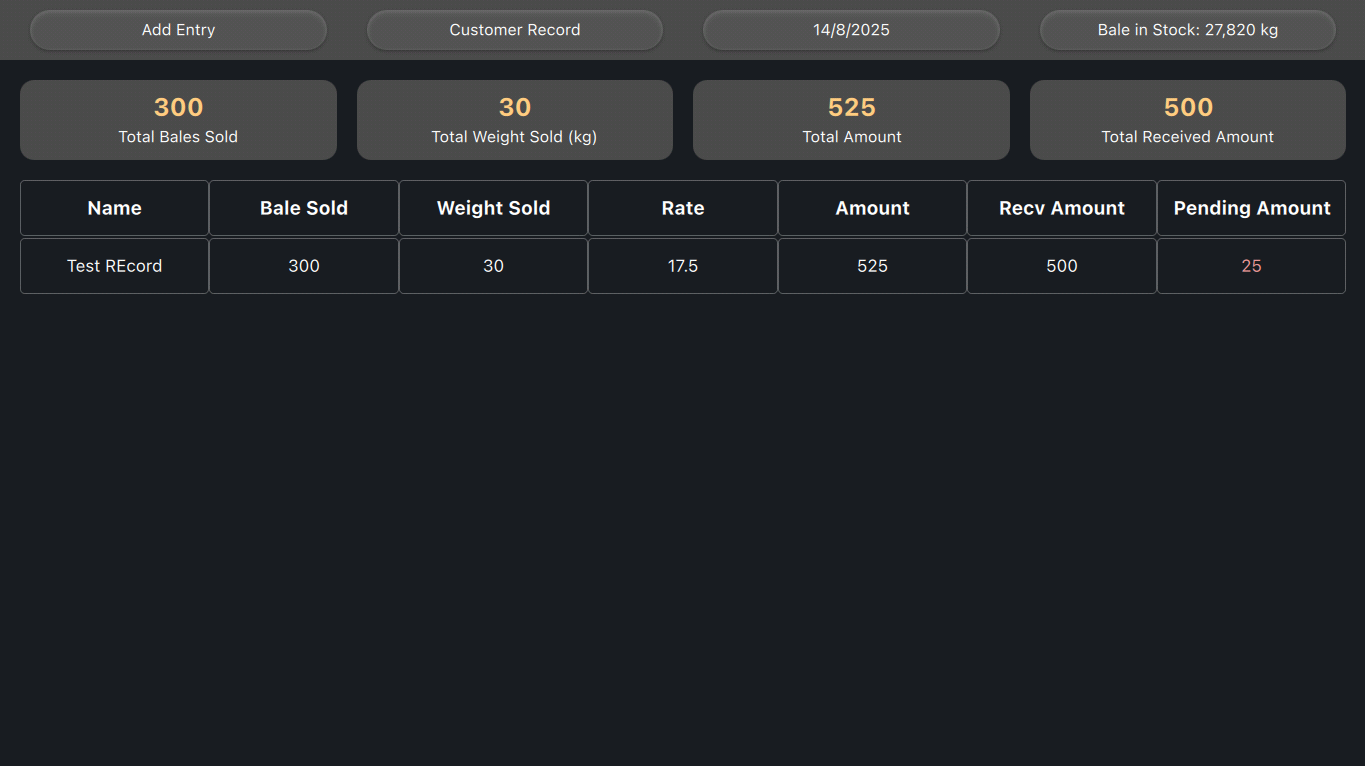 Add Entry Customer Record 14/8/2025 Bale in Stock: 27,820 kg
300 30 525 500
Total Bales Sold Total Weight Sold (kg) Total Amount Total Received Amount
Name Bale Sold Weight Sold Rate Amount Recv Amount Pending Amount
Test REcord 300 30 17.5 525 500 25